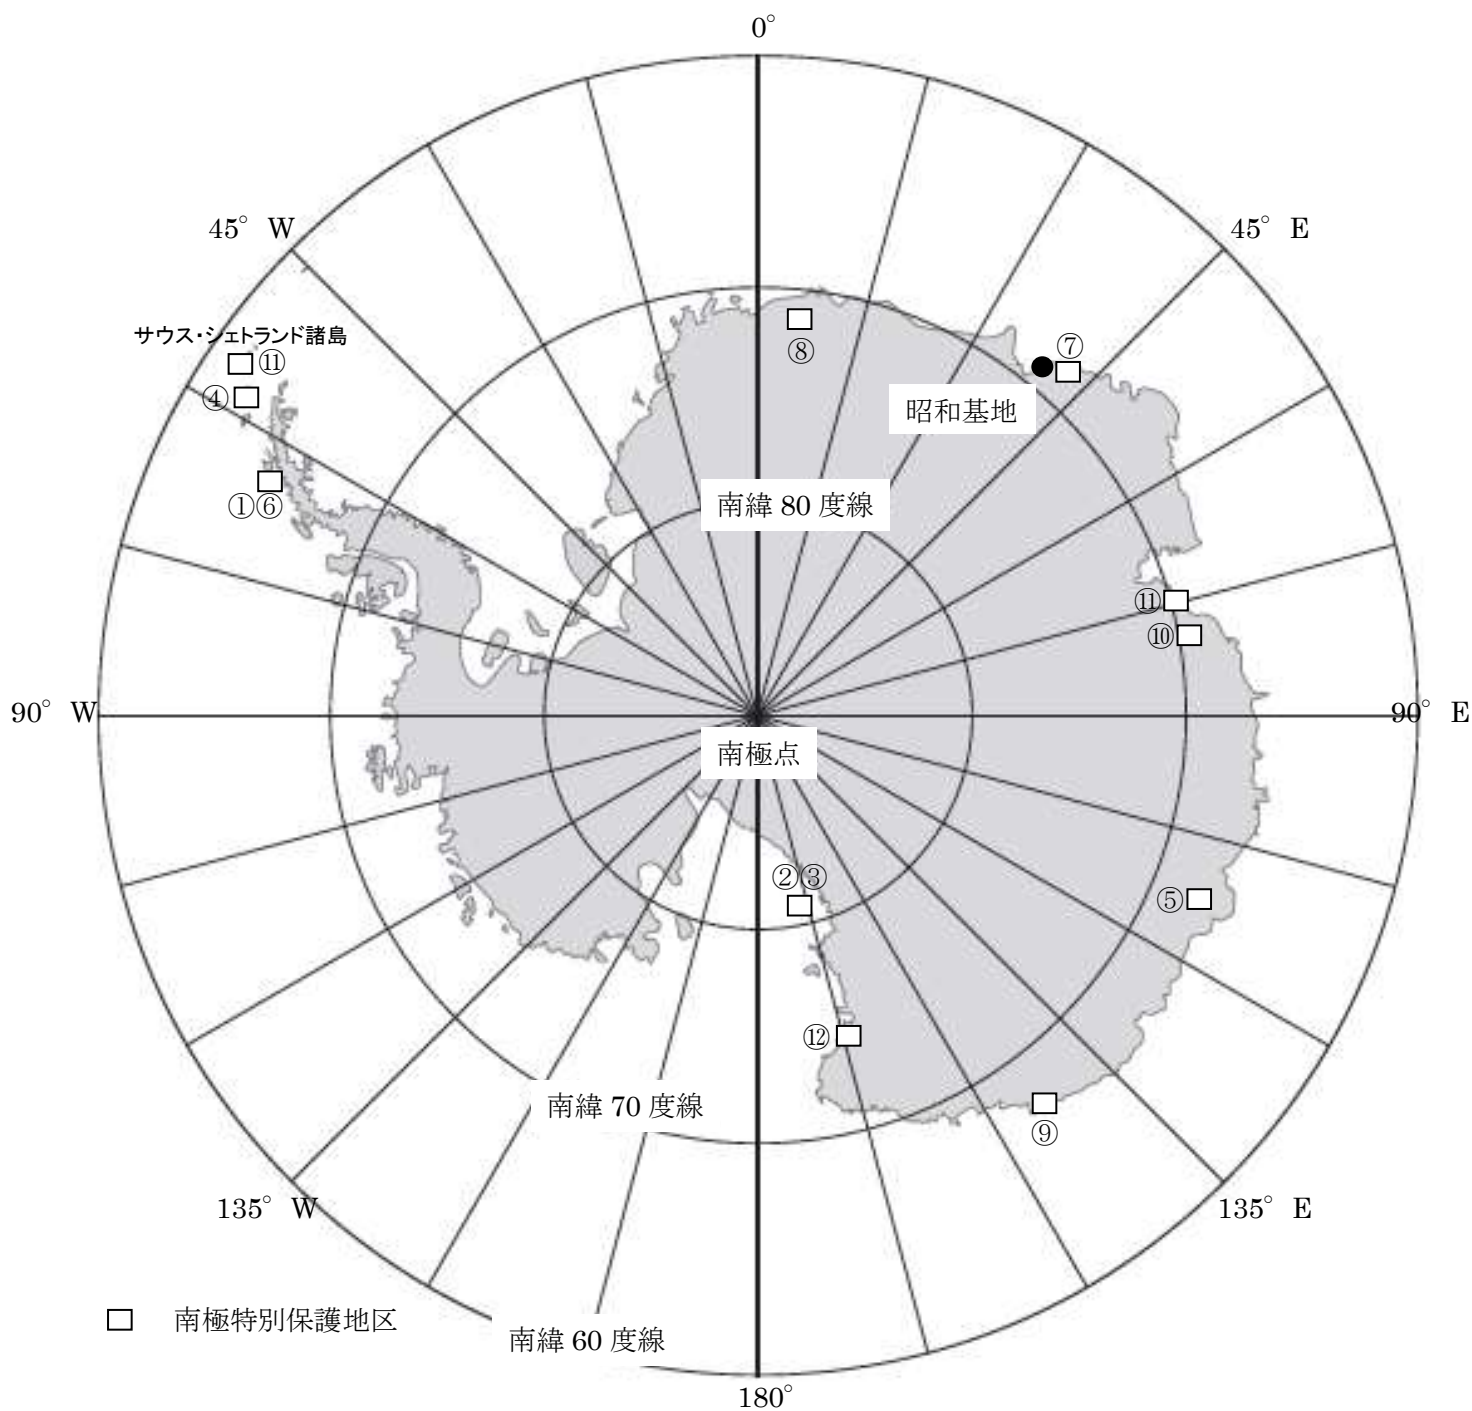 0°
45° W
45° E
サウス・シェトランド諸島
⑪
④
⑧
⑦
昭和基地
①⑥
南緯 80 度線
⑪
⑩
90° W
90° E
南極点
②③
⑤
⑫
南緯 70 度線
⑨
135° W
135° E
南極特別保護地区
南緯 60 度線
180°